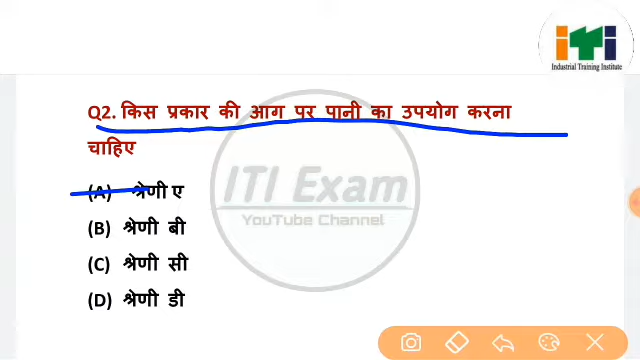 iTi
Industrial Training Institute
Q2. किस प्रकार की आग पर पानी का उपयोग करना
चाहिए
(A) श्रेणी ए
(B) श्रेणी बी
(C) श्रेणी सी
(D) श्रेणी डी
ITI Exam
YouTube Channel